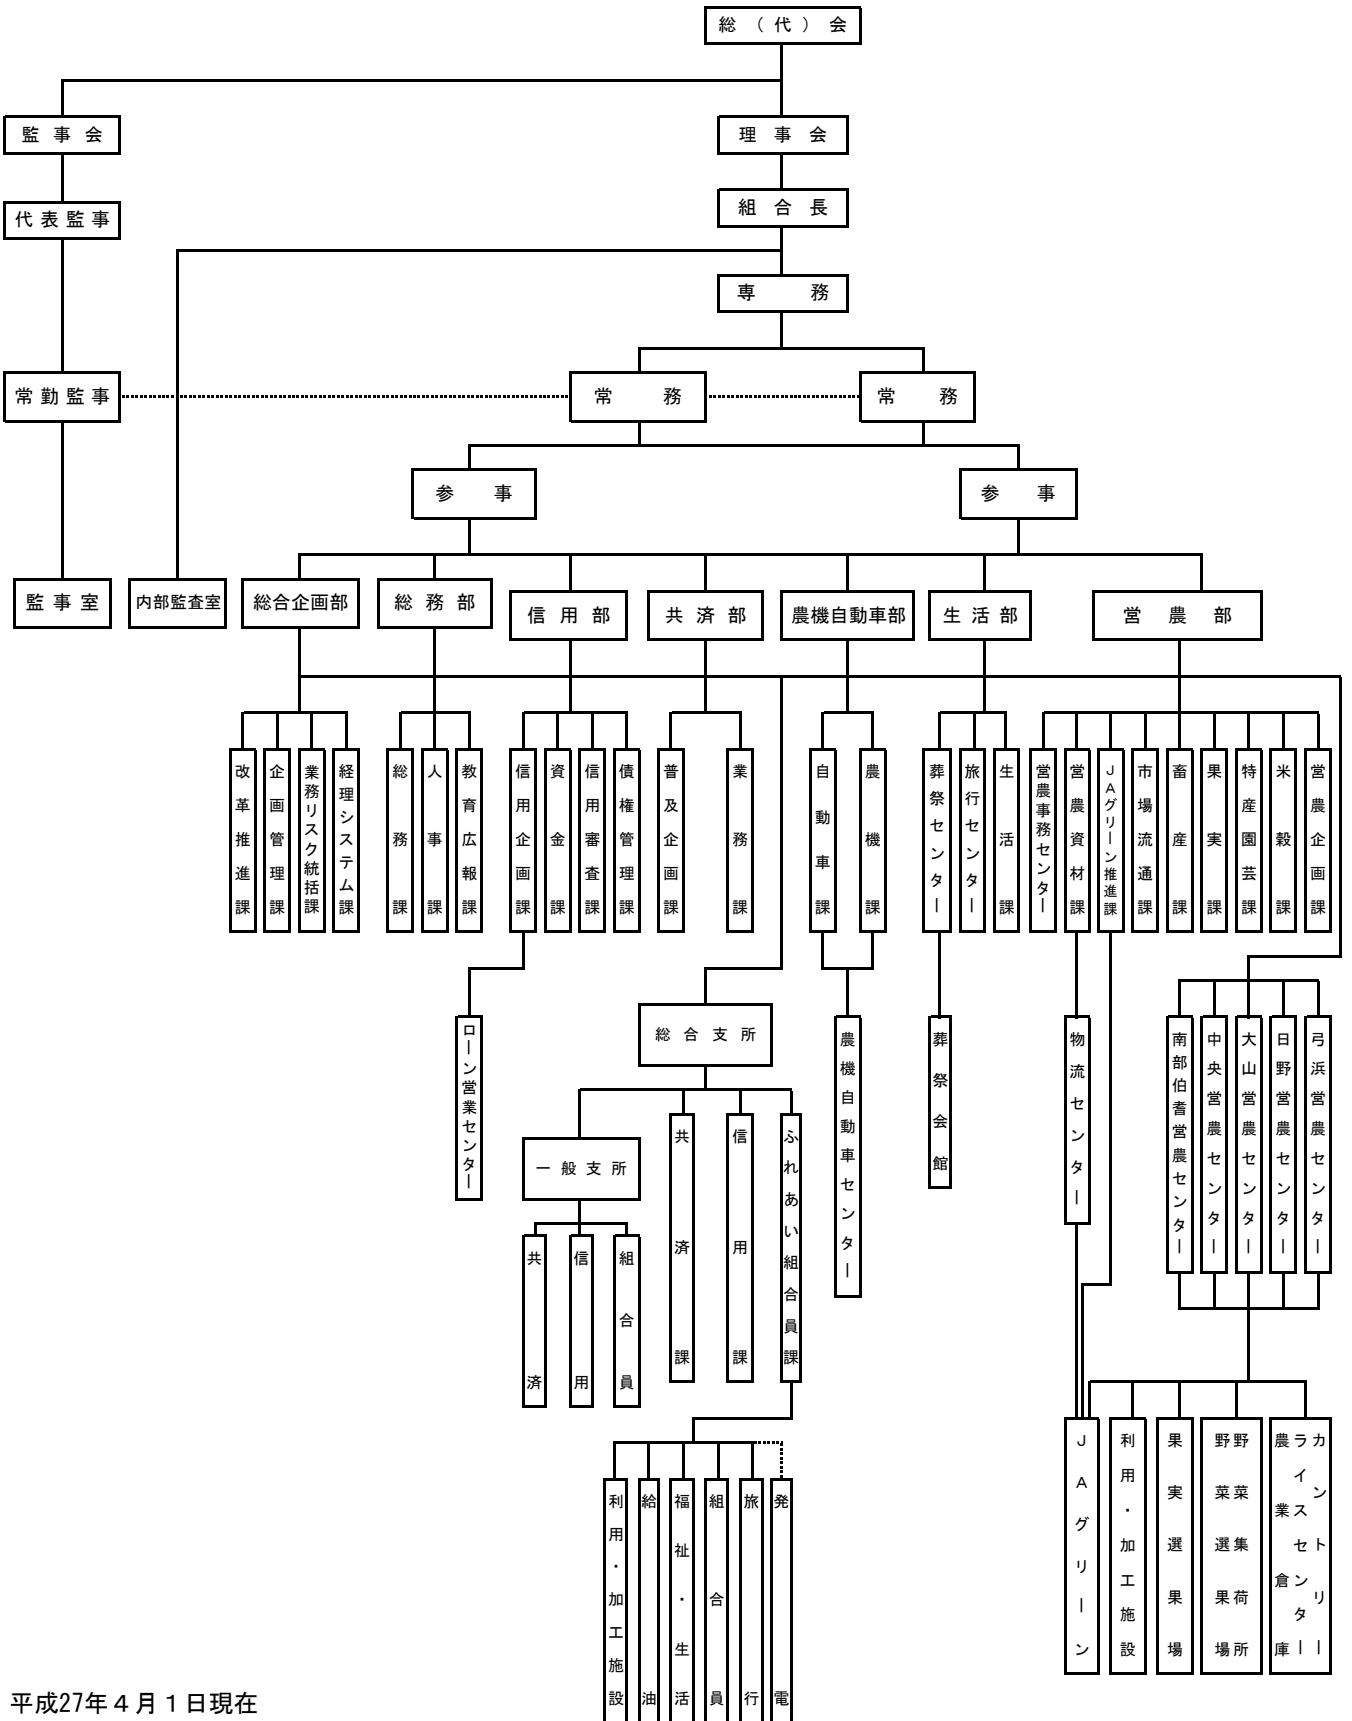 総（代）会
監事会
理事会
代表監事
組合長
専務
常勤監事
常務
常務
参事
参事
監事室
内部監査室
総合企画部
総務部
信用部
共済部
農機自動車部
生活部
営農部
改革推進課
企画管理課
業務リスク統括課
経理システム課
総務課
人事課
教育広報課
信用企画課
資金課
信用審査課
債権管理課
普及企画課
業務課
自動車課
農機課
葬祭センター
旅行センター
生活課
営農事務センター
営農資材課
JAグリーン推進課
市場流通課
畜産課
果実課
特産園芸課
米穀課
営農企画課
ローン営業センター
総合支所
農機自動車センター
葬祭会館
物流センター
南部伯耆営農センター
中央営農センター
大山営農センター
日野営農センター
弓浜営農センター
一般支所
共済課
信用課
ふれあい組合員課
共済
信用
組合員
JAグリーン
利用・加工施設
果実選果場
野菜集荷所
野菜選果場
カントリー
ライスセンター
農業倉庫
利用・加工施設
給油
福祉・生活
組合員
旅行
発電
平成27年４月１日現在